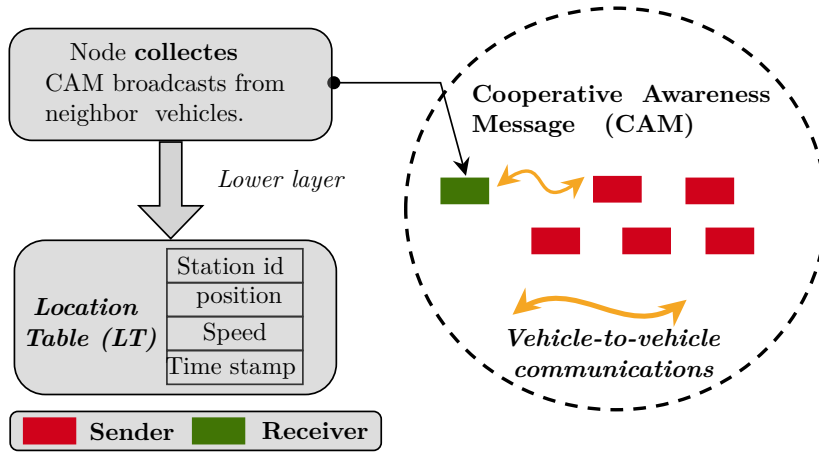 Node collectes
CAM broadcasts from
neighbor vehicles.
Lower layer
Location
Table (LT)
Station id
position
Speed
Time stamp
Sender
Receiver
Cooperative Awareness
Message (CAM)
Vehicle-to-vehicle
communications